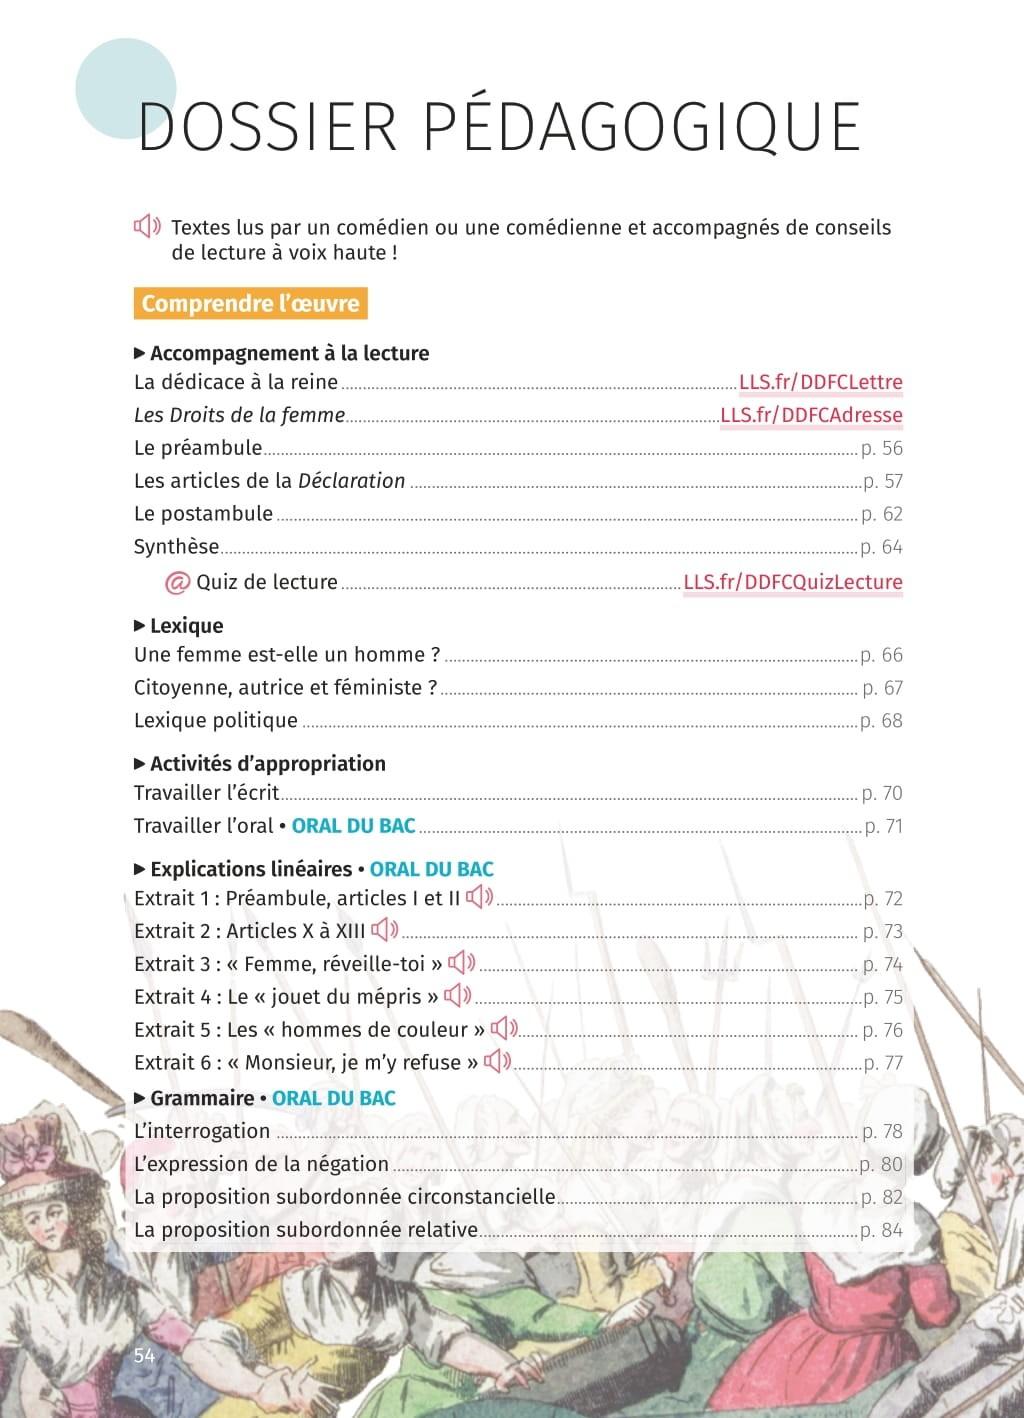 DOSSIER PÉDAGOGIQUE
Textes lus par un comédien ou une comédienne et accompagnés de conseils
de lecture à voix haute !
Comprendre l’œuvre
▶ Accompagnement à la lecture
La dédicace à la reine LLS.fr/DDFCLettre
Les Droits de la femme LLS.fr/DDFCAdresse
Le préambule p. 56
Les articles de la Déclaration p. 57
Le postambule p. 62
Synthèse p. 64
@ Quiz de lecture LLS.fr/DDFCQuizLecture
▶ Lexique
Une femme est-elle un homme ? p. 66
Citoyenne, autrice et féministe ? p. 67
Lexique politique p. 68
▶ Activités d’appropriation
Travailler l’écrit p. 70
Travailler l’oral • ORAL DU BAC p. 71
▶ Explications linéaires • ORAL DU BAC
Extrait 1 : Préambule, articles I et II p. 72
Extrait 2 : Articles X à XIII p. 73
Extrait 3 : « Femme, réveille-toi » p. 74
Extrait 4 : Le « jouet du mépris » p. 75
Extrait 5 : Les « hommes de couleur » p. 76
Extrait 6 : « Monsieur, je m’y refuse » p. 77
▶ Grammaire • ORAL DU BAC
L’interrogation p. 78
L’expression de la négation p. 80
La proposition subordonnée circonstancielle p. 82
La proposition subordonnée relative p. 84
54